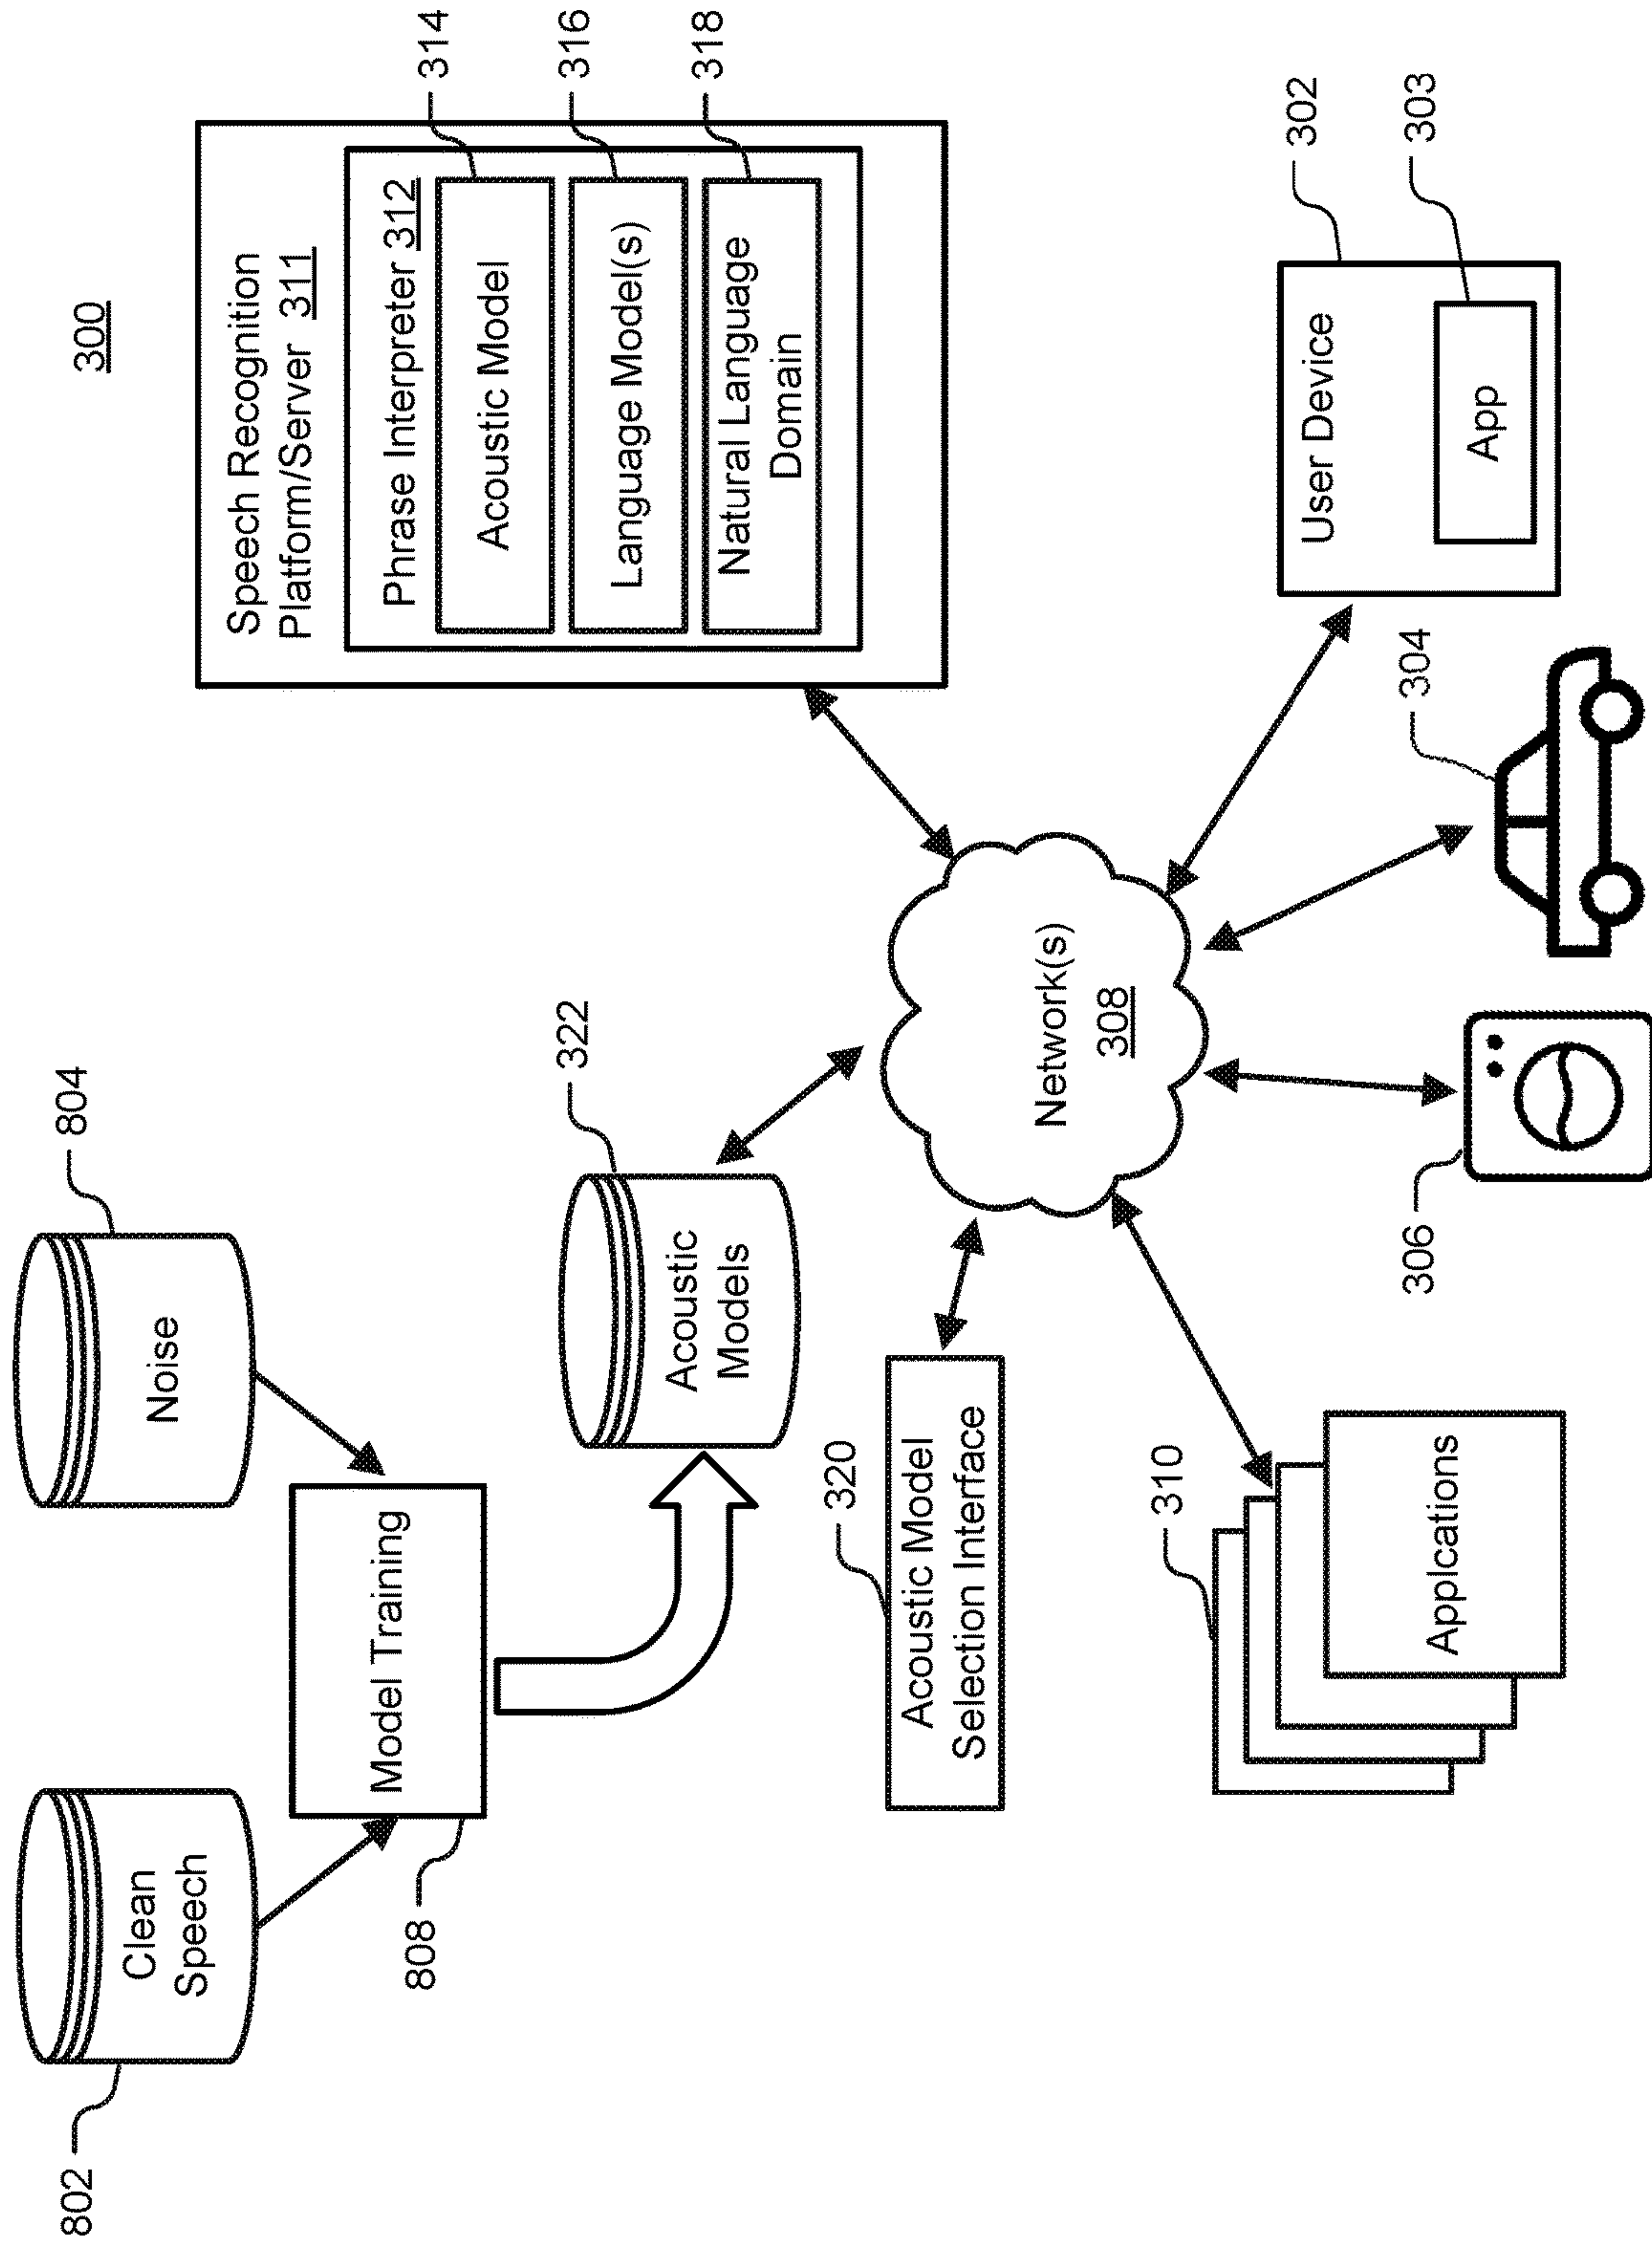 300
802
Clean
Speech
804
Noise
Model Training
808
322
Acoustic
Models
320
Acoustic Model
Selection Interface
310
Applcations
Network(s)
308
306
304
Speech Recognition
Platform/Server 311
Phrase Interpreter 312
Acoustic Model
314
Language Model(s)
316
Natural Language
Domain
318
302
User Device
303
App